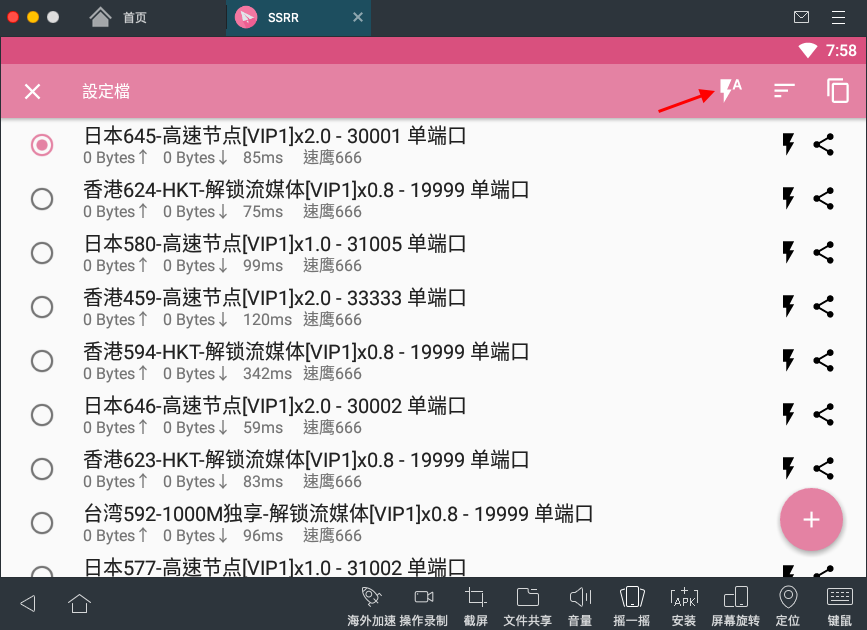 首页
SSRR
7:58
設定檔
A
日本645-高速节点[VIP1]x2.0 - 30001 单端口
0 Bytes↑ 0 Bytes↓ 85ms 速鹰666
香港624-HKT-解锁流媒体[VIP1]x0.8 - 19999 单端口
0 Bytes↑ 0 Bytes↓ 75ms 速鹰666
日本580-高速节点[VIP1]x1.0 - 31005 单端口
0 Bytes↑ 0 Bytes↓ 99ms 速鹰666
香港459-高速节点[VIP1]x2.0 - 33333 单端口
0 Bytes↑ 0 Bytes↓ 120ms 速鹰666
香港594-HKT-解锁流媒体[VIP1]x0.8 - 19999 单端口
0 Bytes↑ 0 Bytes↓ 342ms 速鹰666
日本646-高速节点[VIP1]x2.0 - 30002 单端口
0 Bytes↑ 0 Bytes↓ 59ms 速鹰666
香港623-HKT-解锁流媒体[VIP1]x0.8 - 19999 单端口
0 Bytes↑ 0 Bytes↓ 83ms 速鹰666
台湾592-1000M独享-解锁流媒体[VIP1]x0.8 - 19999 单端口
0 Bytes↑ 0 Bytes↓ 96ms 速鹰666
日本577-高速节点[VIP1]x1.0 - 31002 单端口
APK
海外加速 操作录制 截屏 文件共享 音量 摇一摇 安装 屏幕旋转 定位 键鼠